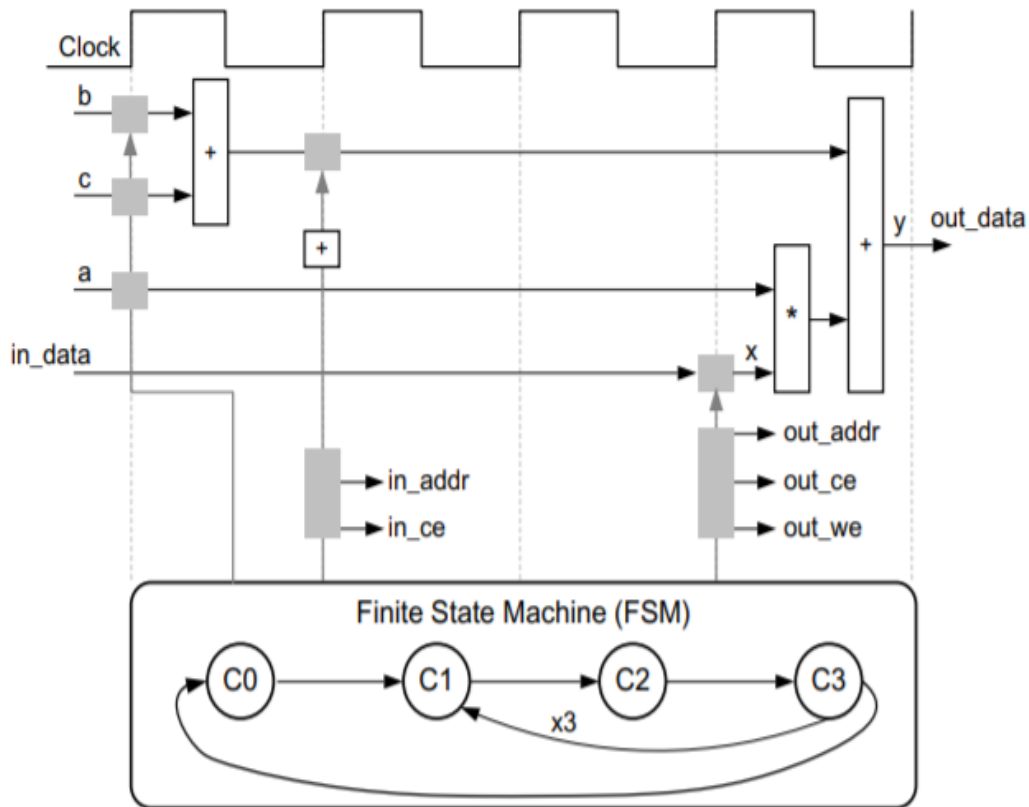 Clock
b
+
c
+
a
+
y
out_data
*
in_data
x
out_addr
in_addr
out_ce
in_ce
out_we
Finite State Machine (FSM)
C0
C1
C2
C3
x3